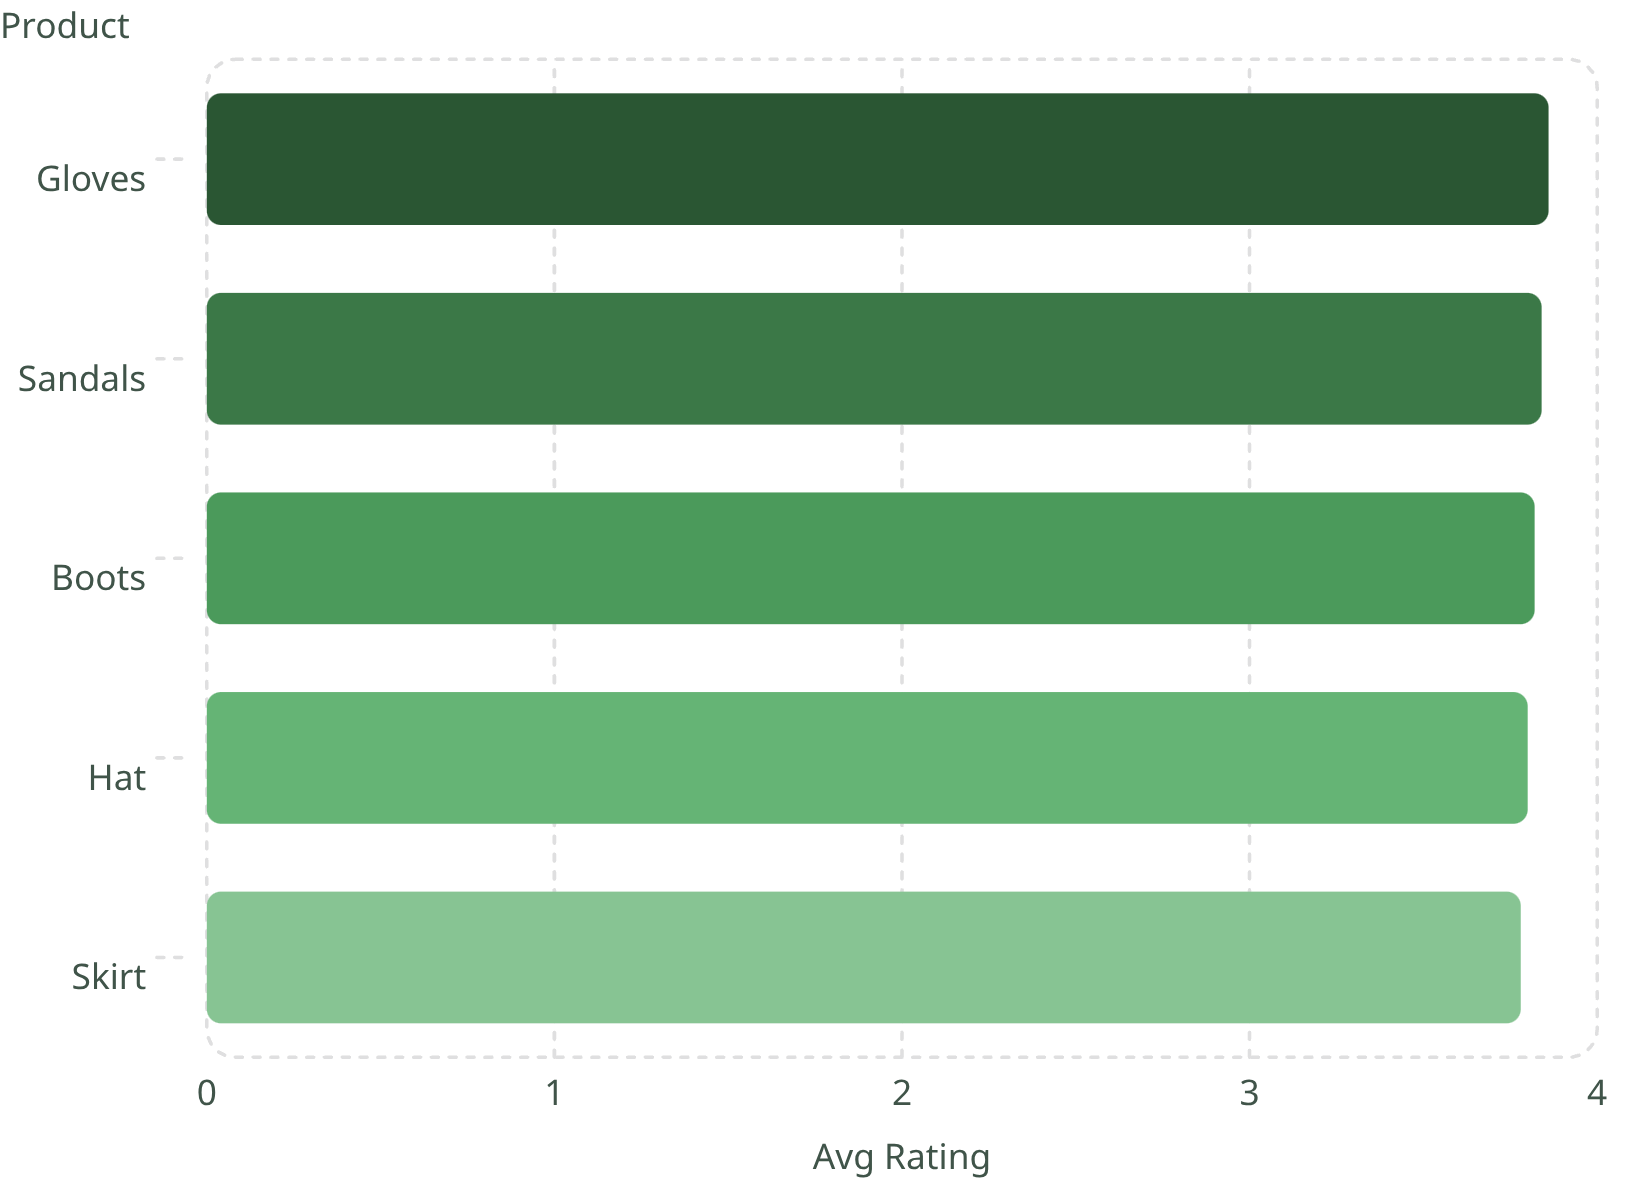 Product
Gloves
Sandals
Boots
Hat
Skirt
0 1 2 3 4
Avg Rating